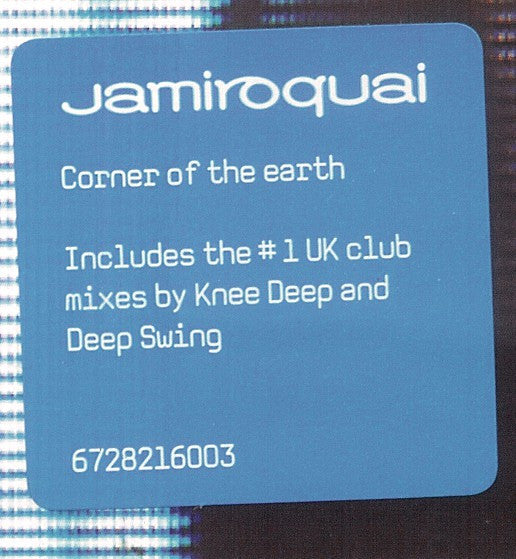 Jamiroquai
Corner of the earth
Includes the # 1 UK club
mixes by Knee Deep and
Deep Swing
6728216003